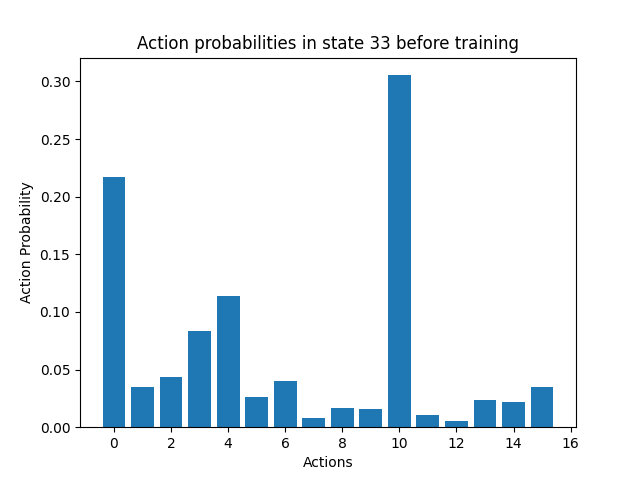 Action probabilities in state 33 before training
0.30
0.25
0.20
0.15
0.10
0.05
0.00
Action Probability
0 2 4 6 8 10 12 14 16
Actions